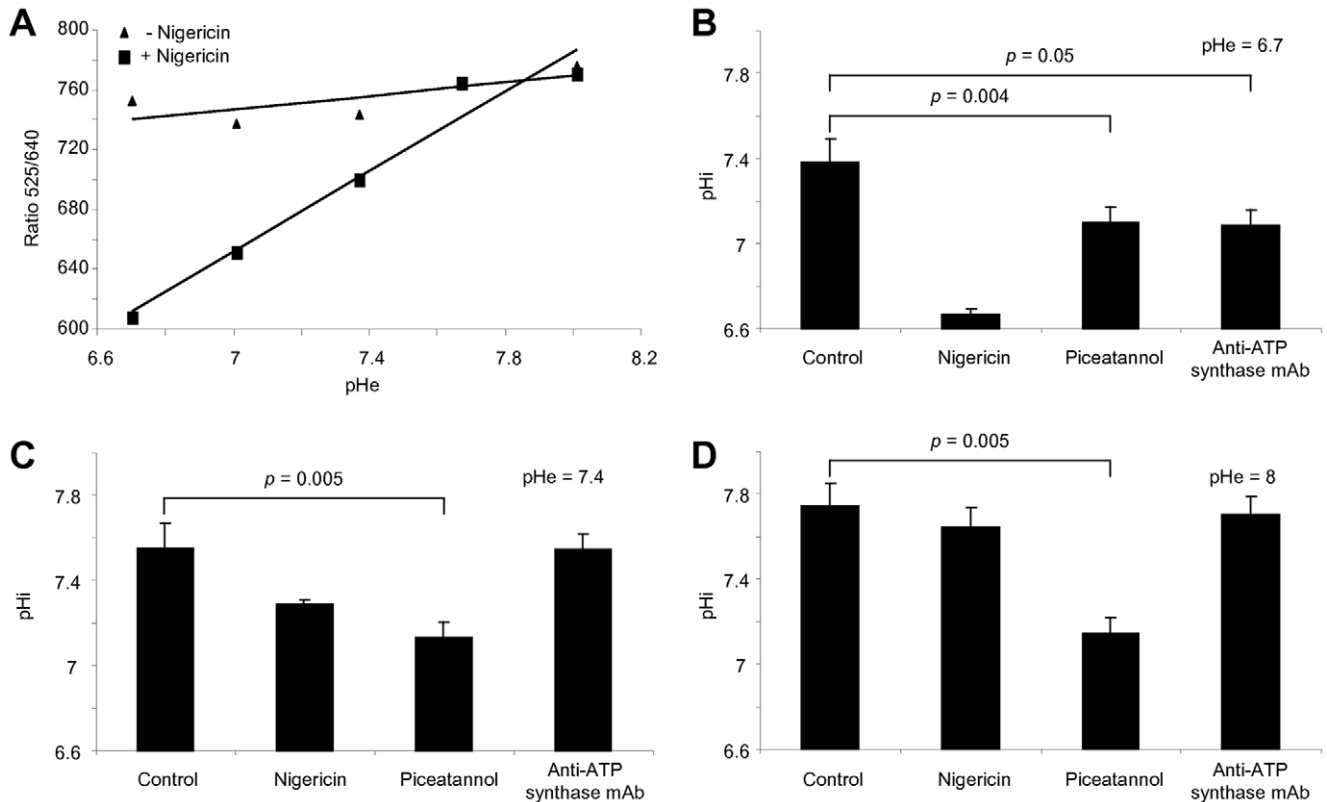 A
- Nigericin
+ Nigericin
Ratio 525/640
800
760
720
680
640
600
6.6
7
7.4
7.8
8.2
pHe
B
pHe = 6.7
p = 0.05
p = 0.004
pHi
7.8
7.4
7
6.6
Control
Nigericin
Piceatannol
Anti-ATP
synthase mAb
C
pHe = 7.4
p = 0.005
pHi
7.8
7.4
7
6.6
Control
Nigericin
Piceatannol
Anti-ATP
synthase mAb
D
p = 0.005
pHe = 8
pHi
7.8
7.4
7
6.6
Control
Nigericin
Piceatannol
Anti-ATP
synthase mAb